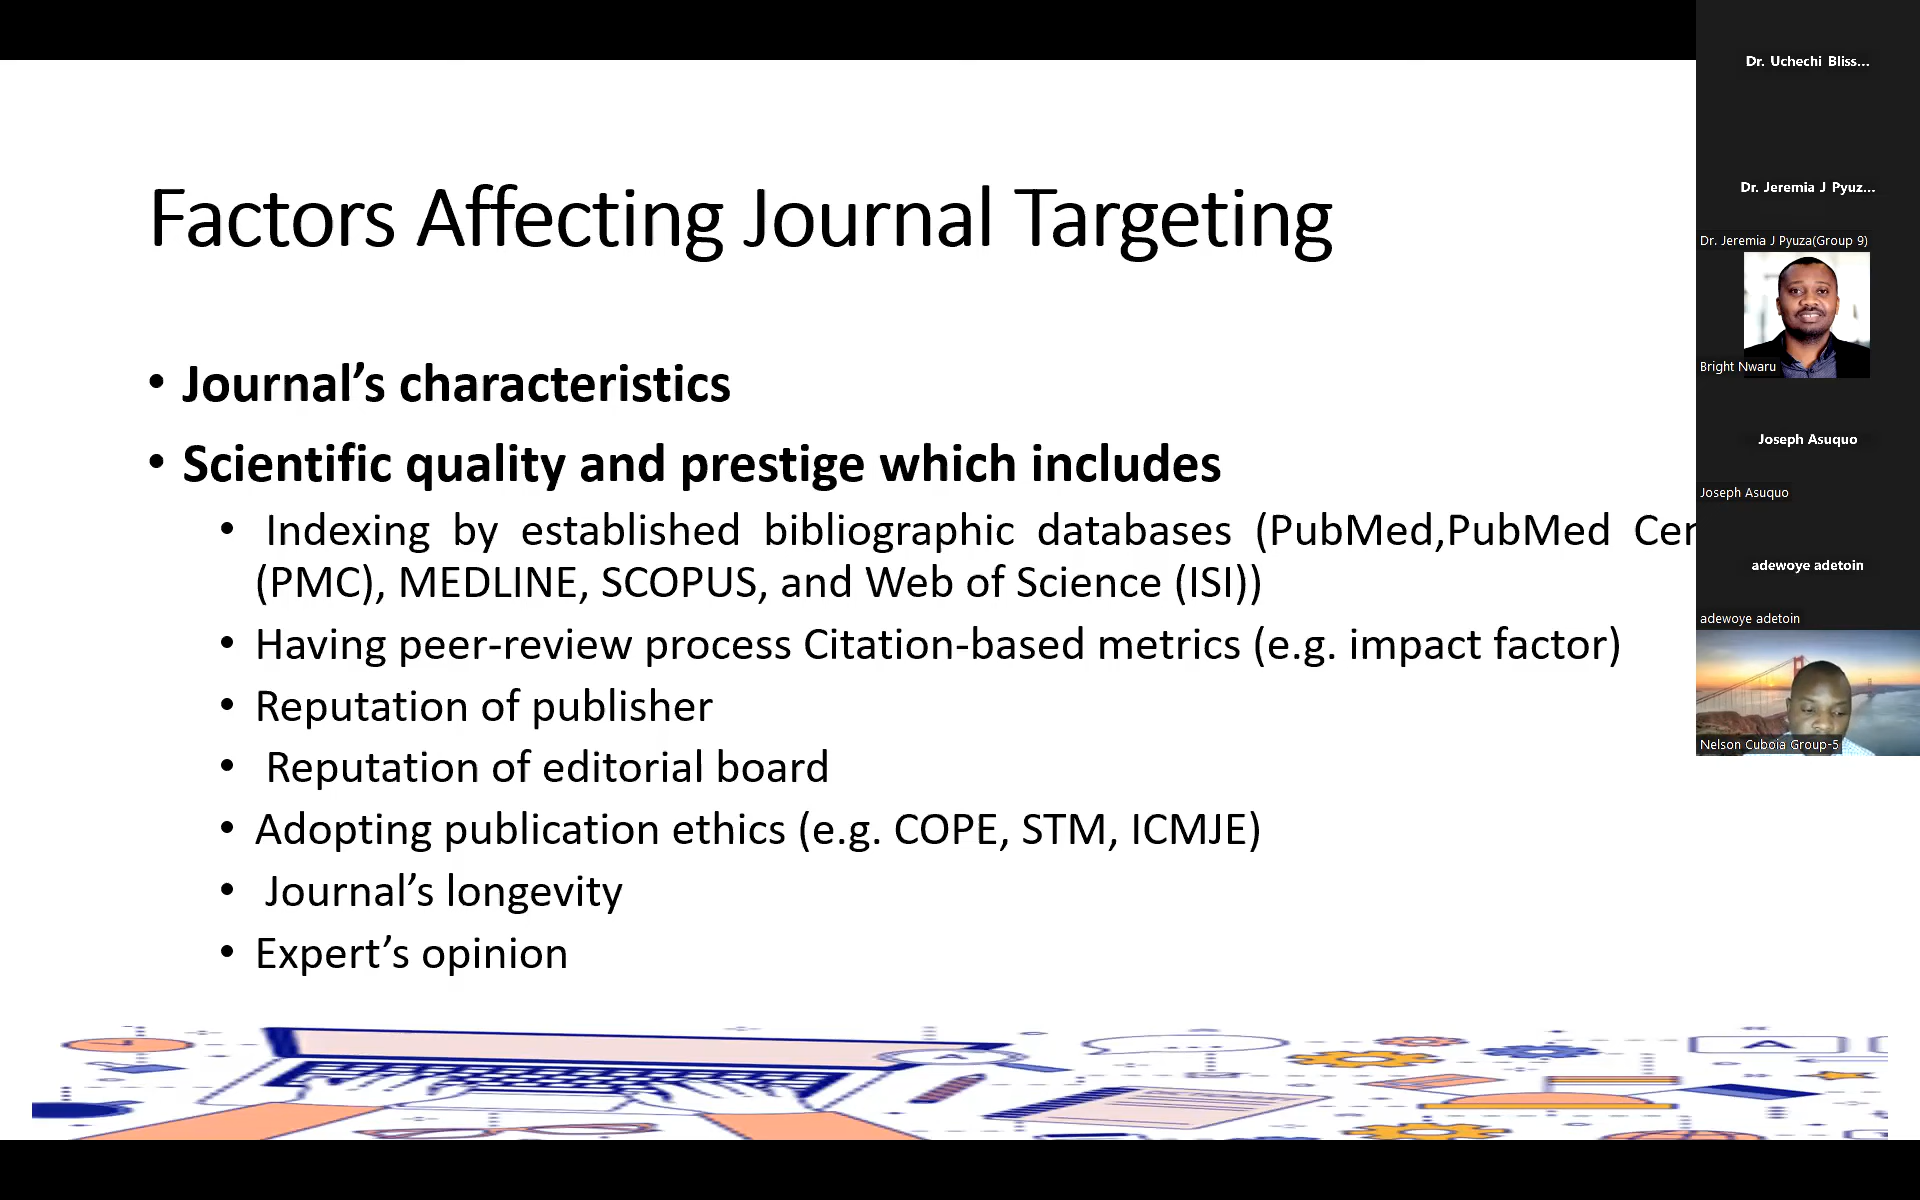 Factors Affecting Journal Targeting
• Journal’s characteristics
• Scientific quality and prestige which includes
• Indexing by established bibliographic databases (PubMed,PubMed Cen
(PMC), MEDLINE, SCOPUS, and Web of Science (ISI))
• Having peer-review process Citation-based metrics (e.g. impact factor)
• Reputation of publisher
• Reputation of editorial board
• Adopting publication ethics (e.g. COPE, STM, ICMJE)
• Journal’s longevity
• Expert’s opinion
Dr. Uchechi Bliss...
Dr. Jeremia J Pyuz...
Dr. Jeremia J Pyuza(Group 9)
Bright Nwaru
Joseph Asuquo
Joseph Asuquo
adewoye adetoin
adewoye adetoin
Nelson Cuboia Group-5
A
A